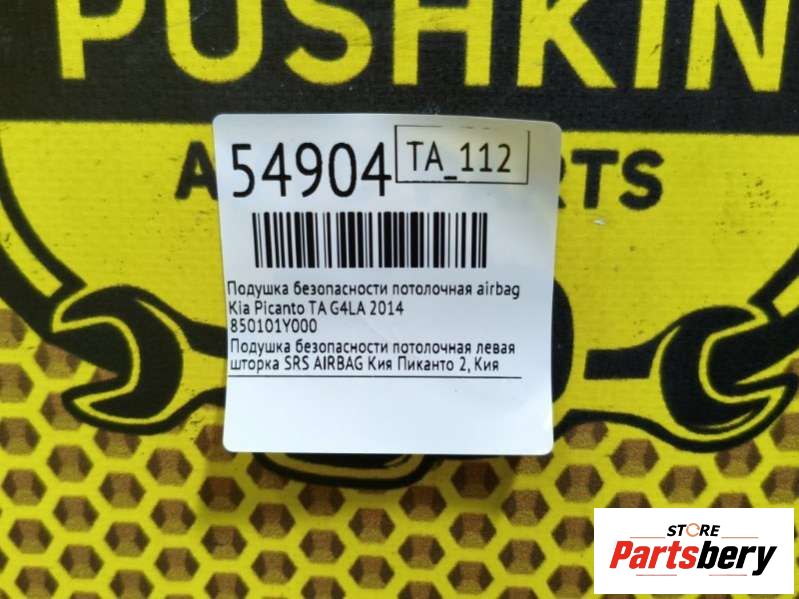 PUSHKIN
54904
TA_112
Подушка безопасности потолочная airbag
Kia Picanto TA G4LA 2014
850101Y000
Подушка безопасности потолочная левая
шторка SRS AIRBAG Кия Пиканто 2, Кия
STORE
Partsbery